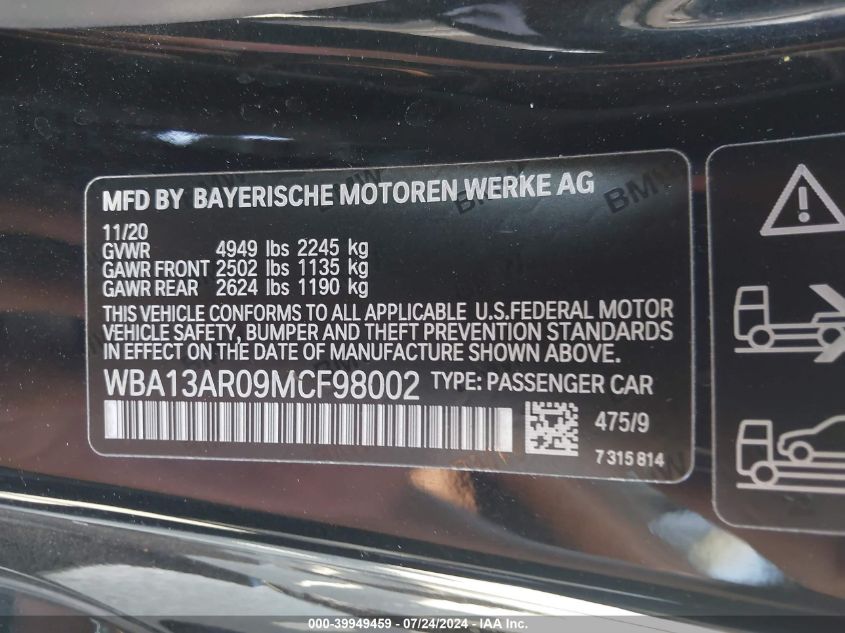 MFD BY BAYERISCHE MOTOREN WERKE AG
11/20
GVWR 4949 lbs 2245 kg
GAWR FRONT 2502 lbs 1135 kg
GAWR REAR 2624 lbs 1190 kg
THIS VEHICLE CONFORMS TO ALL APPLICABLE U.S.FEDERAL MOTOR
VEHICLE SAFETY, BUMPER AND THEFT PREVENTION STANDARDS
IN EFFECT ON THE DATE OF MANUFACTURE SHOWN ABOVE.
WBA13AR09MCF98002 TYPE: PASSENGER CAR
475/9
7 315 814
BMW
000-39949459 - 07/24/2024 - IAA Inc.